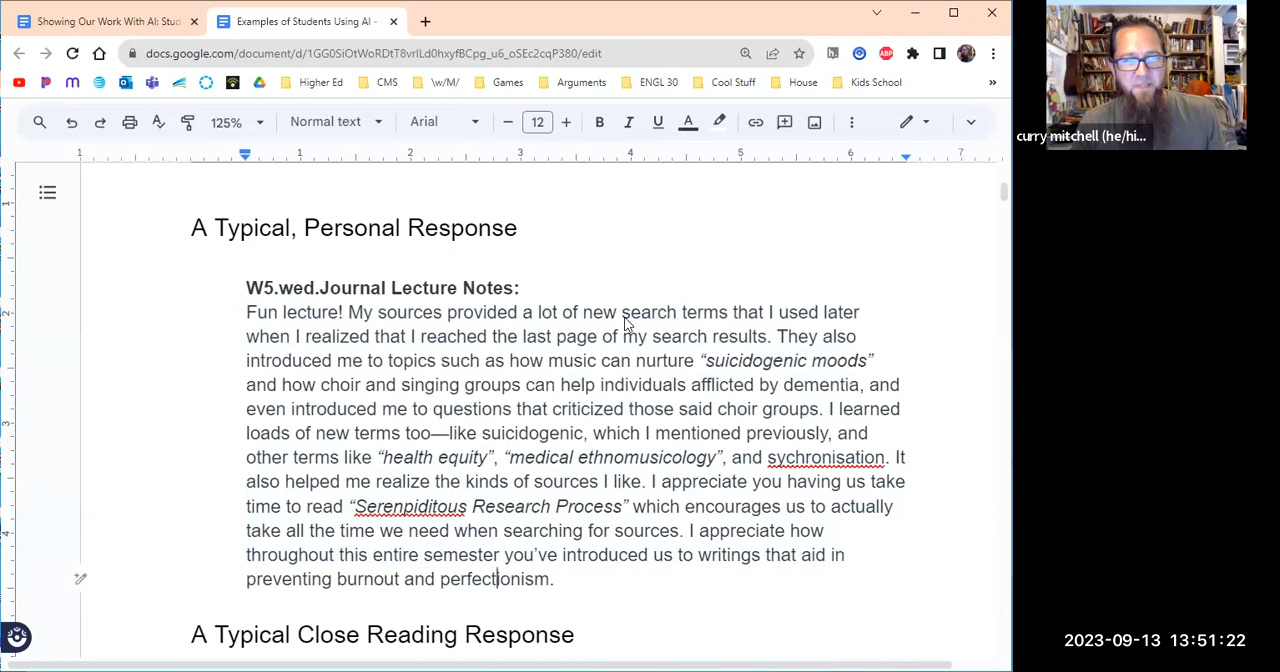 Showing Our Work With AI: Stud
Examples of Students Using AI -
docs.google.com/document/d/1GG0SiOtWoRDtT8vrlLd0hxyfBCpg_u6_oSEc2cqP380/edit
Higher Ed
CMS
\w/M/
Games
Arguments
ENGL 30
Cool Stuff
House
Kids School
»
125%
Normal text
Arial
12
1 1 2 3 4 5 6 7
A Typical, Personal Response
W5.wed.Journal Lecture Notes:
Fun lecture! My sources provided a lot of new search terms that I used later
when I realized that I reached the last page of my search results. They also
introduced me to topics such as how music can nurture “suicidogenic moods”
and how choir and singing groups can help individuals afflicted by dementia, and
even introduced me to questions that criticized those said choir groups. I learned
loads of new terms too—like suicidogenic, which I mentioned previously, and
other terms like “health equity”, “medical ethnomusicology”, and sychronisation. It
also helped me realize the kinds of sources I like. I appreciate you having us take
time to read “Serenpiditous Research Process” which encourages us to actually
take all the time we need when searching for sources. I appreciate how
throughout this entire semester you’ve introduced us to writings that aid in
preventing burnout and perfectionism.
A Typical Close Reading Response
curry mitchell (he/hi...
2023-09-13 13:51:22